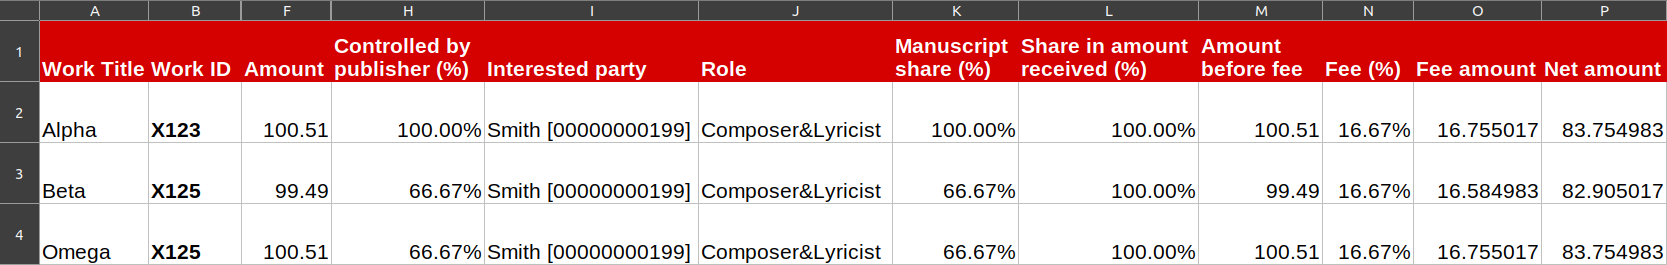 A B F H I J K L M N O P
1 Work Title Work ID Amount Controlled by publisher (%) Interested party Role Manuscript share (%) Share in amount received (%) Amount before fee Fee (%) Fee amount Net amount
2 Alpha X123 100.51 100.00% Smith [00000000199] Composer&Lyricist 100.00% 100.00% 100.51 16.67% 16.755017 83.754983
3 Beta X125 99.49 66.67% Smith [00000000199] Composer&Lyricist 66.67% 100.00% 99.49 16.67% 16.584983 82.905017
4 Omega X125 100.51 66.67% Smith [00000000199] Composer&Lyricist 66.67% 100.00% 100.51 16.67% 16.755017 83.754983